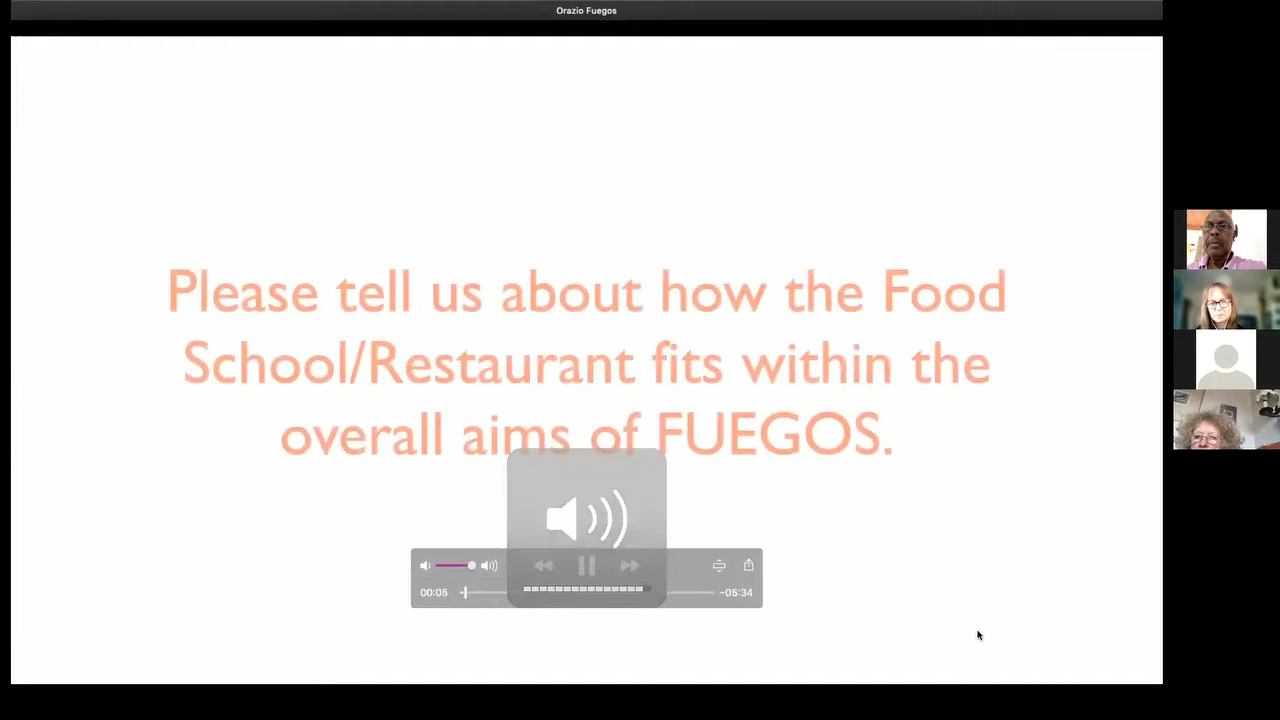 Orazio Fuegos
Please tell us about how the Food
School/Restaurant fits within the
overall aims of FUEGOS.
00:06
-05:34